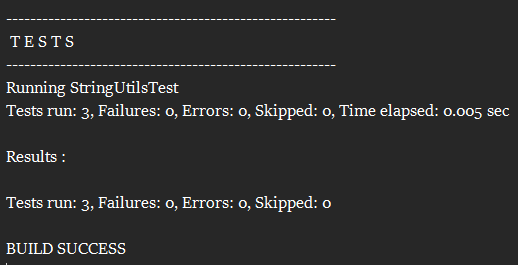 -------------------------------------------------------
T E S T S
-------------------------------------------------------
Running StringUtilsTest
Tests run: 3, Failures: 0, Errors: 0, Skipped: 0, Time elapsed: 0.005 sec
Results :
Tests run: 3, Failures: 0, Errors: 0, Skipped: 0
BUILD SUCCESS